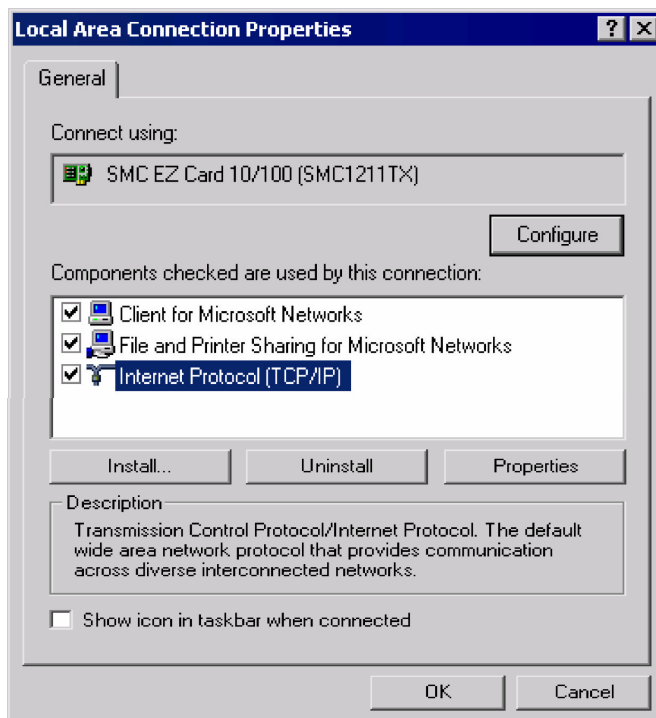 Local Area Connection Properties
General
Connect using:
SMC EZ Card 10/100 (SMC1211TX)
Configure
Components checked are used by this connection:
Client for Microsoft Networks
File and Printer Sharing for Microsoft Networks
Internet Protocol (TCP/IP)
Install...
Uninstall
Properties
Description
Transmission Control Protocol/Internet Protocol. The default
wide area network protocol that provides communication
across diverse interconnected networks.
Show icon in taskbar when connected
OK
Cancel